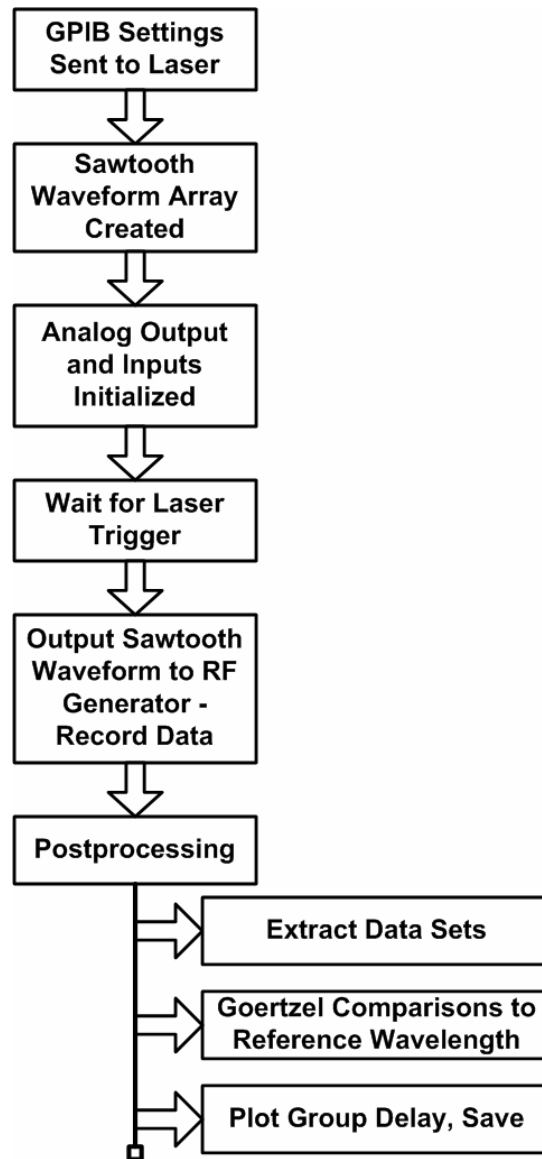 GPIB Settings
Sent to Laser
Sawtooth
Waveform Array
Created
Analog Output
and Inputs
Initialized
Wait for Laser
Trigger
Output Sawtooth
Waveform to RF
Generator -
Record Data
Postprocessing
Extract Data Sets
Goertzel Comparisons to
Reference Wavelength
Plot Group Delay, Save